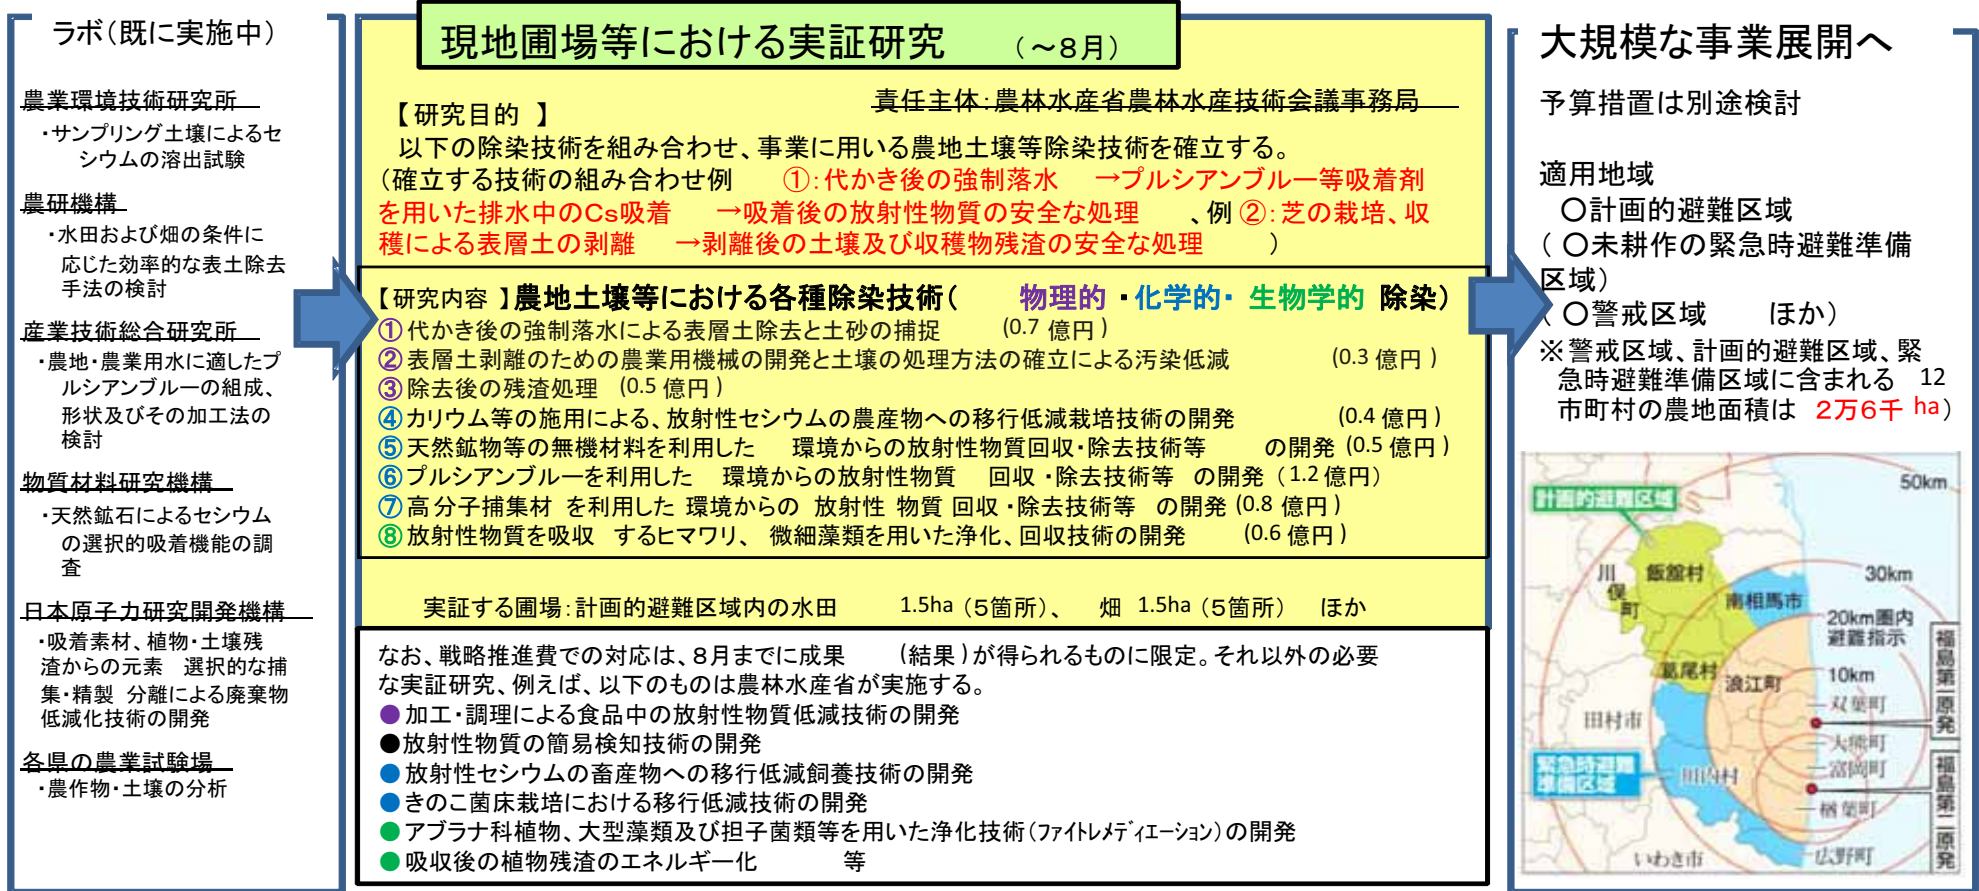 ラボ(既に実施中)
農業環境技術研究所
・サンプリング土壌によるセ
シウムの溶出試験
農研機構
・水田および畑の条件に
応じた効率的な表土除去
手法の検討
産業技術総合研究所
・農地・農業用水に適したプ
ルシアンブルーの組成、
形状及びその加工法の
検討
物質材料研究機構
・天然鉱石によるセシウム
の選択的吸着機能の調
査
日本原子力研究開発機構
・吸着素材、植物・土壌残
渣からの元素 選択的な捕
集・精製 分離による廃棄物
低減化技術の開発
各県の農業試験場
・農作物・土壌の分析
現地圃場等における実証研究 (~8月)
責任主体:農林水産省農林水産技術会議事務局
【研究目的 】
以下の除染技術を組み合わせ、事業に用いる農地土壌等除染技術を確立する。
(確立する技術の組み合わせ例 ①:代かき後の強制落水 →プルシアンブルー等吸着剤
を用いた排水中のCs吸着 →吸着後の放射性物質の安全な処理 、例 ②:芝の栽培、収
穫による表層土の剥離 →剥離後の土壌及び収穫物残渣の安全な処理 )
【研究内容 】農地土壌等における各種除染技術( 物理的 ・化学的・ 生物学的 除染)
①代かき後の強制落水による表層土除去と土砂の捕捉 (0.7 億円)
②表層土剥離のための農業用機械の開発と土壌の処理方法の確立による汚染低減 (0.3 億円)
③除去後の残渣処理 (0.5 億円)
④カリウム等の施用による、放射性セシウムの農産物への移行低減栽培技術の開発 (0.4 億円)
⑤天然鉱物等の無機材料を利用した 環境からの放射性物質回収・除去技術等 の開発 (0.5 億円)
⑥プルシアンブルーを利用した 環境からの放射性物質 回収 ・除去技術等 の開発 (1.2 億円)
⑦高分子捕集材 を利用した 環境からの 放射性 物質 回収 ・除去技術等 の開発 (0.8 億円)
⑧放射性物質を吸収 するヒマワリ、 微細藻類を用いた浄化、回収技術の開発 (0.6 億円)
実証する圃場:計画的避難区域内の水田 1.5ha (5箇所)、 畑 1.5ha (5箇所) ほか
なお、戦略推進費での対応は、8月までに成果 (結果)が得られるものに限定。それ以外の必要
な実証研究、例えば、以下のものは農林水産省が実施する。
●加工・調理による食品中の放射性物質低減技術の開発
●放射性物質の簡易検知技術の開発
●放射性セシウムの畜産物への移行低減飼養技術の開発
●きのこ菌床栽培における移行低減技術の開発
●アブラナ科植物、大型藻類及び担子菌類等を用いた浄化技術(ファイトレメディエーション)の開発
●吸収後の植物残渣のエネルギー化 等
大規模な事業展開へ
予算措置は別途検討
適用地域
○計画的避難区域
( ○未耕作の緊急時避難準備
区域)
( ○警戒区域 ほか)
※警戒区域、計画的避難区域、緊
急時避難準備区域に含まれる 12
市町村の農地面積は 2万6千 ha)
50km
計画的避難区域
川俣町
飯舘村
30km
南相馬市
20km圏内
避難指示
福島第一原発
葛尾村
浪江町
10km
双葉町
田村市
大熊町
緊急時避難
準備区域
川内村
富岡町
福島第二原発
楢葉町
いわき市
広野町